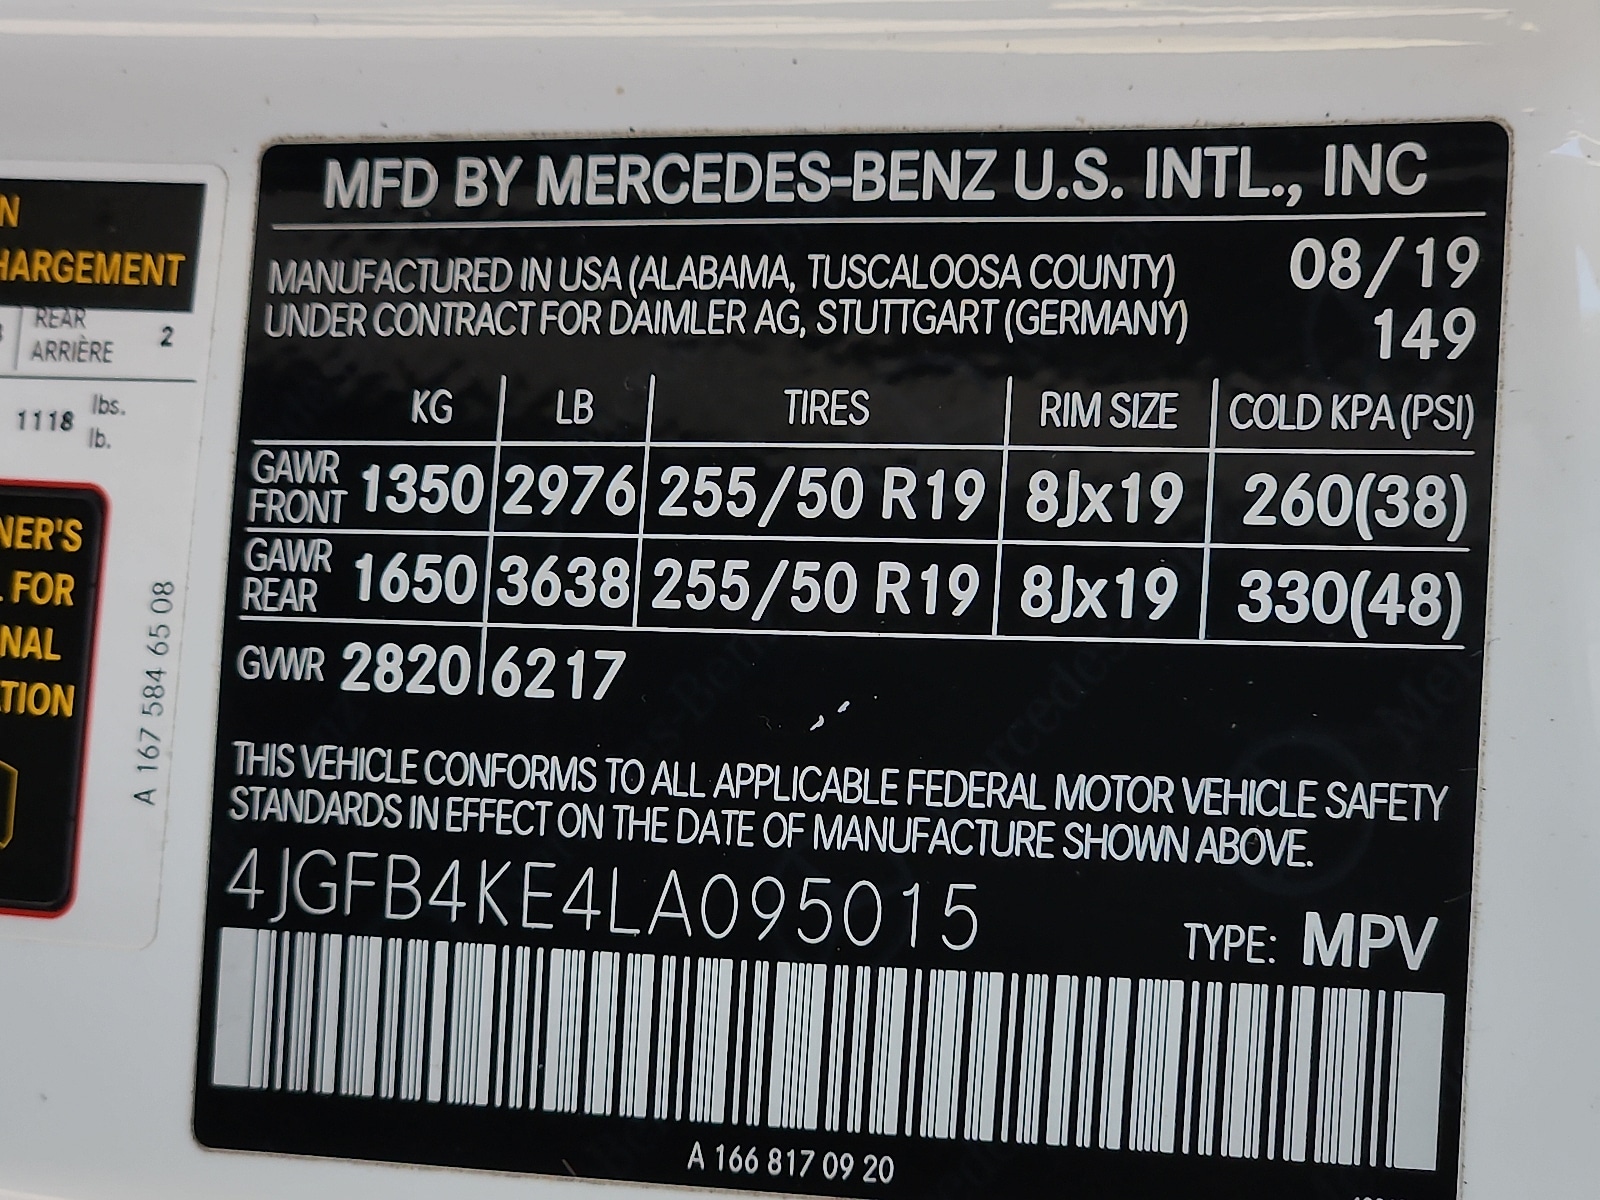 N
HARGEMENT
REAR
ARRIÈRE 2
1118 lbs.
lb.
NER'S
FOR
NAL
TION
A 167 584 65 08
MFD BY MERCEDES-BENZ U.S. INTL., INC
MANUFACTURED IN USA (ALABAMA, TUSCALOOSA COUNTY) 08/19
UNDER CONTRACT FOR DAIMLER AG, STUTTGART (GERMANY) 149
KG LB TIRES RIM SIZE COLD KPA (PSI)
GAWR FRONT 1350 2976 255/50 R19 8Jx19 260(38)
GAWR REAR 1650 3638 255/50 R19 8Jx19 330(48)
GVWR 2820 6217
THIS VEHICLE CONFORMS TO ALL APPLICABLE FEDERAL MOTOR VEHICLE SAFETY
STANDARDS IN EFFECT ON THE DATE OF MANUFACTURE SHOWN ABOVE.
4JGFB4KE4LA095015
TYPE: MPV
A 166 817 09 20